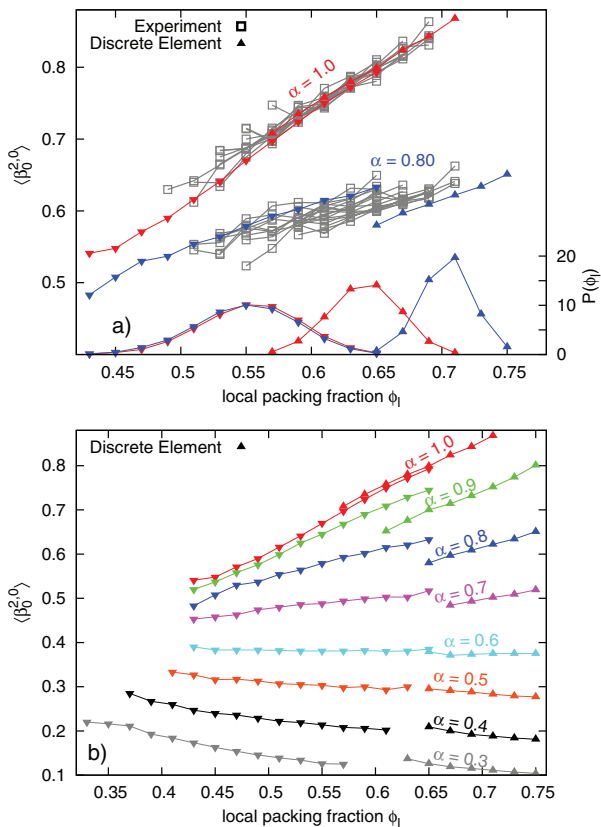 Experiment
Discrete Element
α = 1.0
α = 0.80
⟨β₀²,⁰⟩
0.8
0.7
0.6
0.5
20
10
0
P(ϕₗ)
a)
0.45 0.5 0.55 0.6 0.65 0.7 0.75
local packing fraction ϕₗ
Discrete Element
α = 1.0
α = 0.9
α = 0.8
α = 0.7
α = 0.6
α = 0.5
α = 0.4
α = 0.3
⟨β₀²,⁰⟩
0.8
0.7
0.6
0.5
0.4
0.3
0.2
0.1
b)
0.35 0.4 0.45 0.5 0.55 0.6 0.65 0.7 0.75
local packing fraction ϕₗ